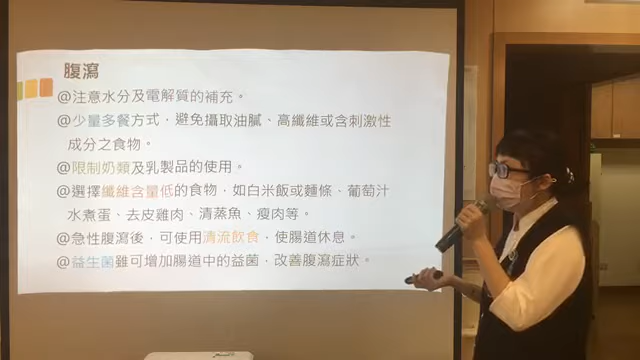 腹瀉
@注意水分及電解質的補充。
@少量多餐方式，避免攝取油膩、高纖維或含刺激性
成分之食物。
@限制奶類及乳製品的使用。
@選擇纖維含量低的食物，如白米飯或麵條、葡萄汁
水煮蛋、去皮雞肉、清蒸魚、瘦肉等。
@急性腹瀉後，可使用清流飲食，使腸道休息。
@益生菌雖可增加腸道中的益菌，改善腹瀉症狀。